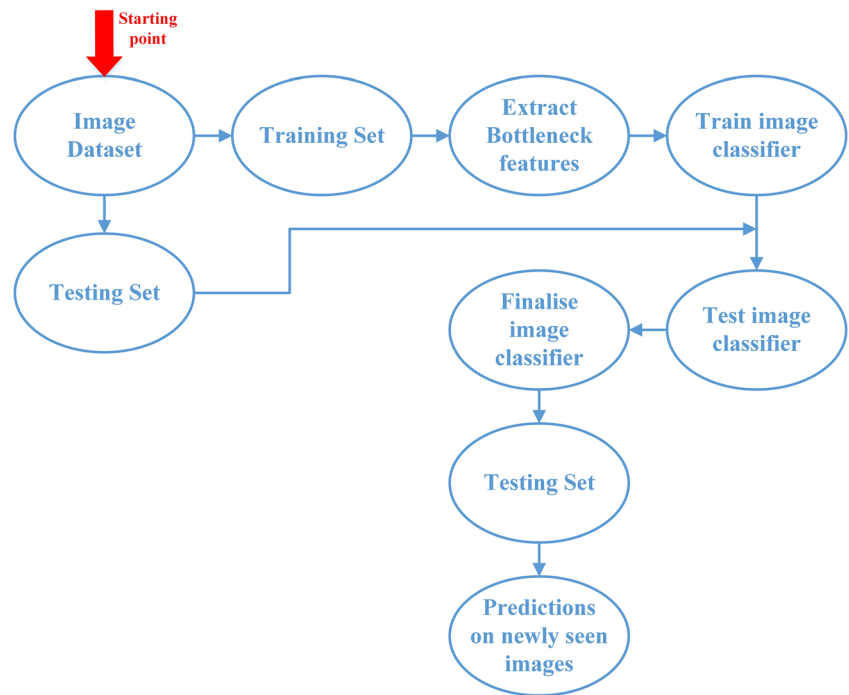 Starting
point
Image
Dataset
Training Set
Extract
Bottleneck
features
Train image
classifier
Testing Set
Finalise
image
classifier
Test image
classifier
Testing Set
Predictions
on newly seen
images